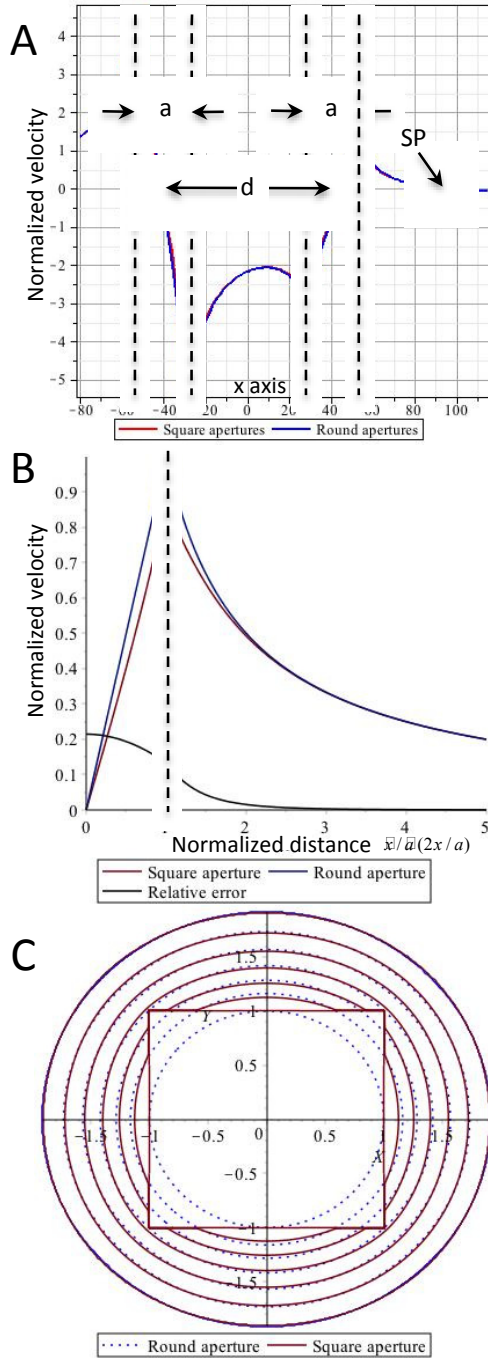 A
4
3
2
1
0
-1
-2
-3
-4
-5
Normalized velocity
a
a
SP
d
x axis
-80
-40
-20
0
20
40
80
100
Square apertures
Round apertures
B
0.9
0.8
0.7
0.6
0.5
0.4
0.3
0.2
0.1
0
Normalized velocity
0
2
3
4
5
Normalized distance
(2x/a)
Square aperture
Round aperture
Relative error
C
1.5
Y
1
0.5
-1.5
-1
-0.5
0
0.5
1
1.5
X
-0.5
-1
-1.5
Round aperture
Square aperture